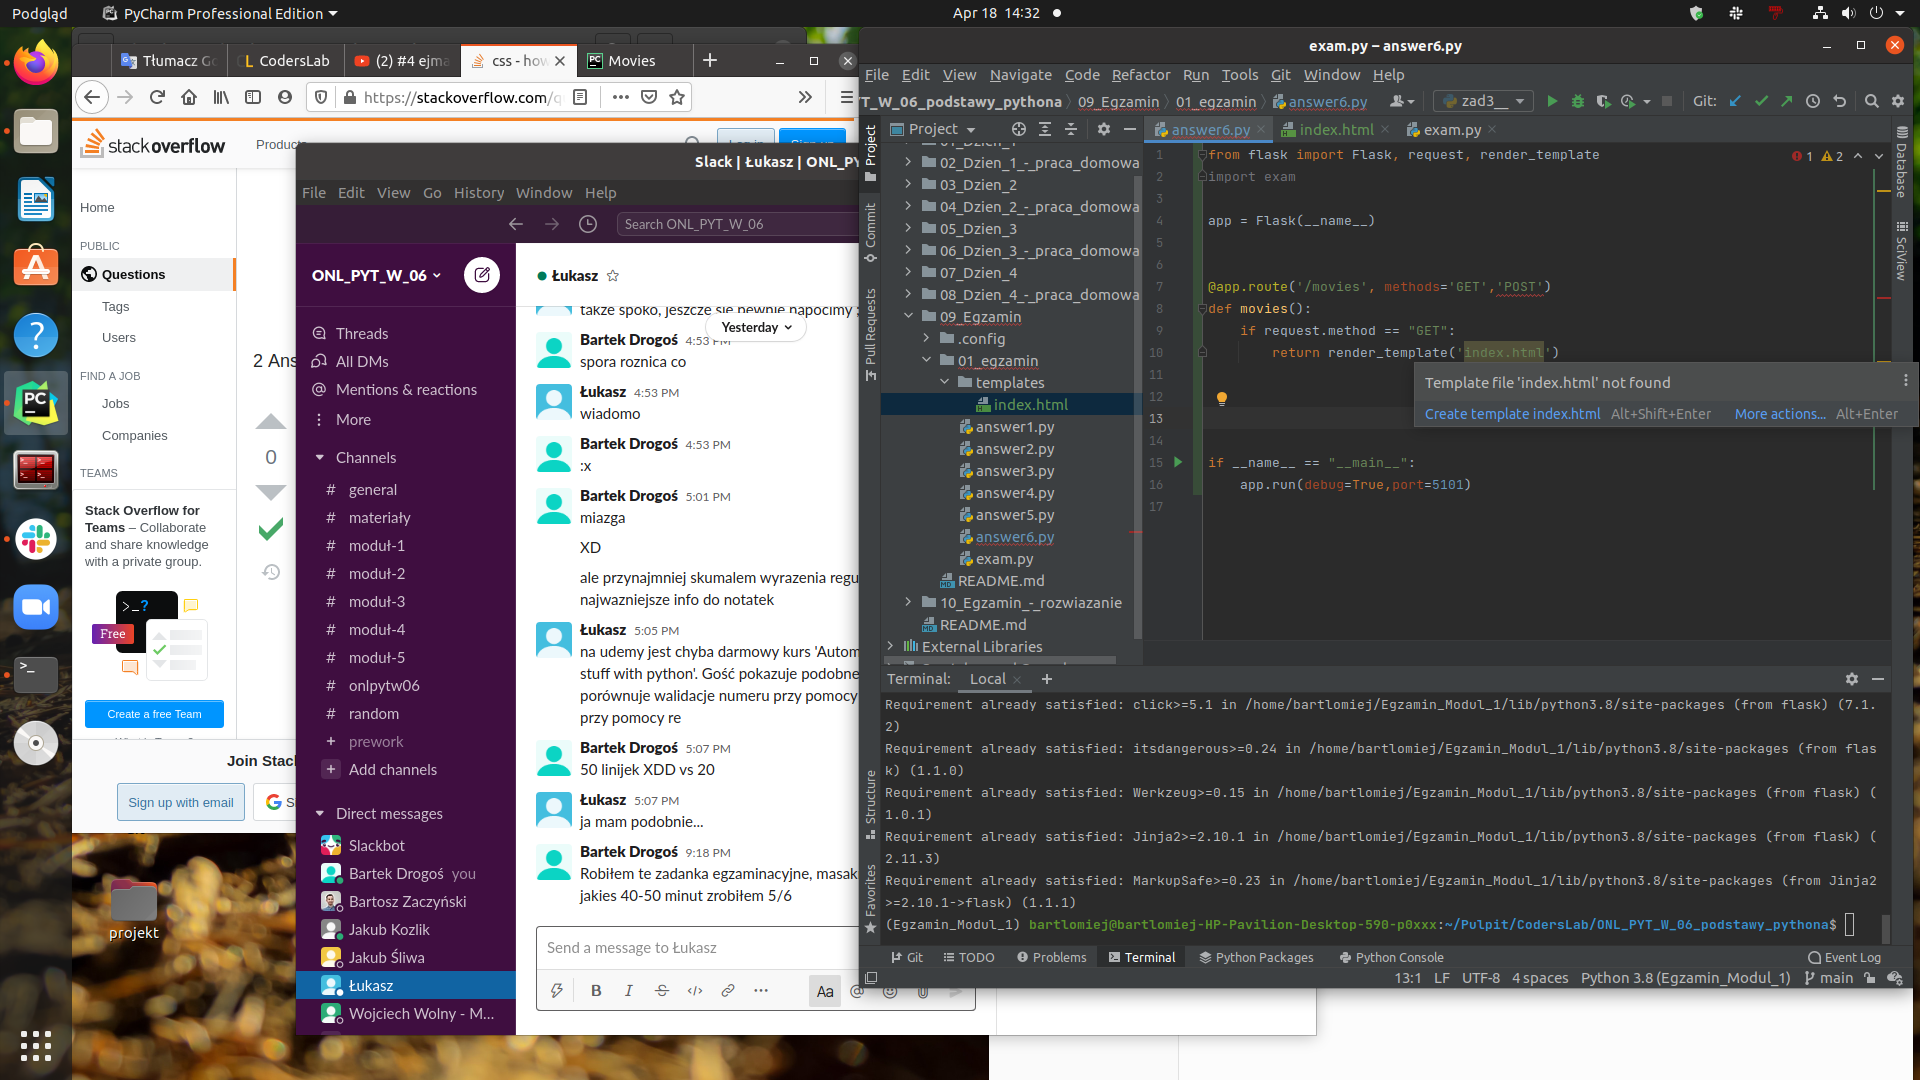 Podgląd
PyCharm Professional Edition
Apr 18 14:32
Tłumacz Go
CodersLab
(2) #4 ejma
css - how
Movies
https://stackoverflow.com/q
stackoverflow
Products
Home
PUBLIC
Questions
Tags
Users
FIND A JOB
Jobs
Companies
TEAMS
Stack Overflow for
Teams – Collaborate
and share knowledge
with a private group.
Free
Create a free Team
2 Ans
0
Join Stack
Sign up with email
projekt
Slack | Łukasz | ONL_PY
File Edit View Go History Window Help
Search ONL_PYT_W_06
ONL_PYT_W_06
Threads
All DMs
Mentions & reactions
More
Channels
# general
# materiały
# moduł-1
# moduł-2
# moduł-3
# moduł-4
# moduł-5
# onlpytw06
# random
+ prework
+ Add channels
Direct messages
Slackbot
Bartek Drogoś you
Bartosz Zaczyński
Jakub Kozlik
Jakub Śliwa
Łukasz
Wojciech Wolny - M...
Łukasz
także spoko, jeszcze się pewnie napocimy ;
Yesterday
Bartek Drogoś 4:53 PM
spora roznica co
Łukasz 4:53 PM
wiadomo
Bartek Drogoś 4:53 PM
:x
Bartek Drogoś 5:01 PM
miazga
XD
ale przynajmniej skumalem wyrazenia regu
najwazniejsze info do notatek
Łukasz 5:05 PM
na udemy jest chyba darmowy kurs 'Autom
stuff with python'. Gość pokazuje podobne
porównuje walidacje numeru przy pomocy
przy pomocy re
Bartek Drogoś 5:07 PM
50 linijek XDD vs 20
Łukasz 5:07 PM
ja mam podobnie...
Bartek Drogoś 9:18 PM
Robiłem te zadanka egzaminacyjne, masak
jakies 40-50 minut zrobiłem 5/6
Send a message to Łukasz
B I S </> Aa @
exam.py – answer6.py
File Edit View Navigate Code Refactor Run Tools Git Window Help
T_W_06_podstawy_pythona 09_Egzamin 01_egzamin answer6.py
zad3__
Git:
Project
answer6.py
index.html
exam.py
Project
Commit
Pull Requests
Structure
Favorites
Database
SciView
01_Dzien_1
02_Dzien_1_-_praca_domowa
03_Dzien_2
04_Dzien_2_-_praca_domowa
05_Dzien_3
06_Dzien_3_-_praca_domowa
07_Dzien_4
08_Dzien_4_-_praca_domowa
09_Egzamin
.config
01_egzamin
templates
index.html
answer1.py
answer2.py
answer3.py
answer4.py
answer5.py
answer6.py
exam.py
README.md
10_Egzamin_-_rozwiazanie
README.md
External Libraries
1 from flask import Flask, request, render_template
1 2
2 import exam
3
4 app = Flask(__name__)
5
6
7 @app.route('/movies', methods='GET','POST')
8 def movies():
9 if request.method == "GET":
10 return render_template('index.html')
11
12
13
14
15 if __name__ == "__main__":
16 app.run(debug=True,port=5101)
17
Template file 'index.html' not found
Create template index.html Alt+Shift+Enter More actions... Alt+Enter
Terminal: Local
Requirement already satisfied: click>=5.1 in /home/bartlomiej/Egzamin_Modul_1/lib/python3.8/site-packages (from flask) (7.1.
2)
Requirement already satisfied: itsdangerous>=0.24 in /home/bartlomiej/Egzamin_Modul_1/lib/python3.8/site-packages (from flas
k) (1.1.0)
Requirement already satisfied: Werkzeug>=0.15 in /home/bartlomiej/Egzamin_Modul_1/lib/python3.8/site-packages (from flask) (
1.0.1)
Requirement already satisfied: Jinja2>=2.10.1 in /home/bartlomiej/Egzamin_Modul_1/lib/python3.8/site-packages (from flask) (
2.11.3)
Requirement already satisfied: MarkupSafe>=0.23 in /home/bartlomiej/Egzamin_Modul_1/lib/python3.8/site-packages (from Jinja2
>=2.10.1->flask) (1.1.1)
(Egzamin_Modul_1) bartlomiej@bartlomiej-HP-Pavilion-Desktop-590-p0xxx:~/Pulpit/CodersLab/ONL_PYT_W_06_podstawy_pythona$
Git TODO Problems Terminal Python Packages Python Console Event Log
13:1 LF UTF-8 4 spaces Python 3.8 (Egzamin_Modul_1) main